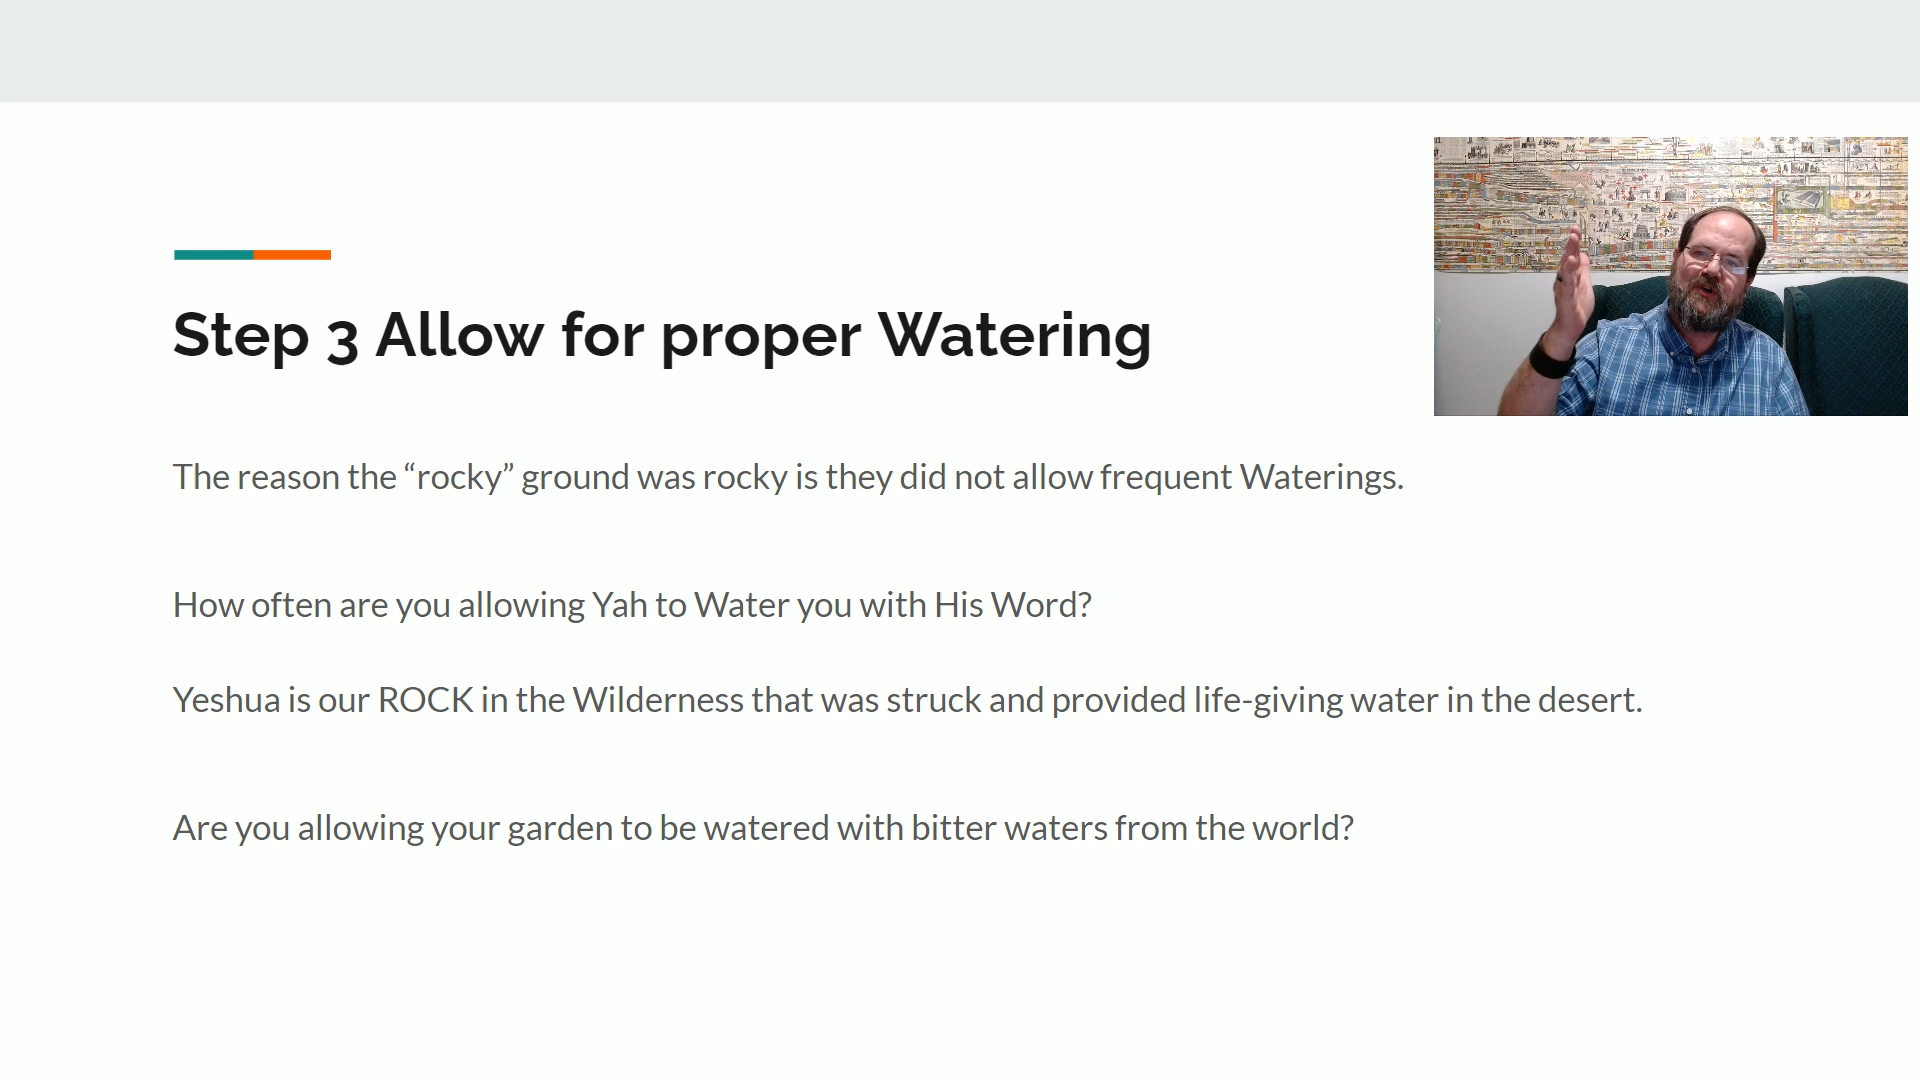 Step 3 Allow for proper Watering
The reason the “rocky” ground was rocky is they did not allow frequent Waterings.
How often are you allowing Yah to Water you with His Word?
Yeshua is our ROCK in the Wilderness that was struck and provided life-giving water in the desert.
Are you allowing your garden to be watered with bitter waters from the world?